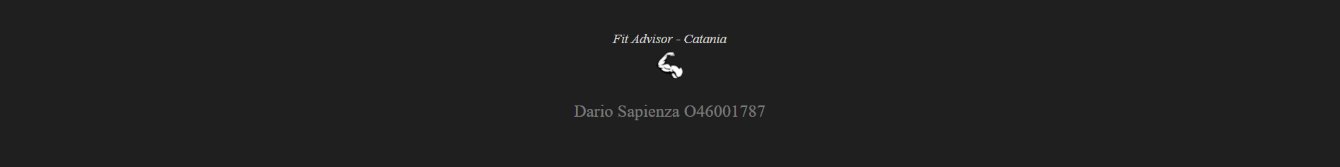 Fit Advisor - Catania
Dario Sapienza O46001787